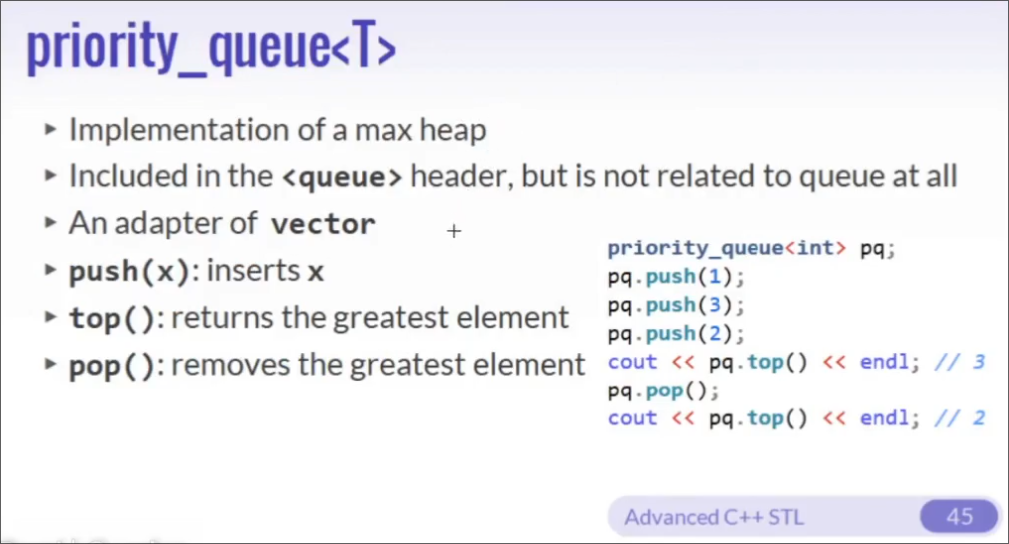 priority_queue<T>
▸ Implementation of a max heap
▸ Included in the <queue> header, but is not related to queue at all
▸ An adapter of vector
▸ push(x): inserts x
▸ top(): returns the greatest element
▸ pop(): removes the greatest element
priority_queue<int> pq;
pq.push(1);
pq.push(3);
pq.push(2);
cout << pq.top() << endl; // 3
pq.pop();
cout << pq.top() << endl; // 2
Advanced C++ STL
45